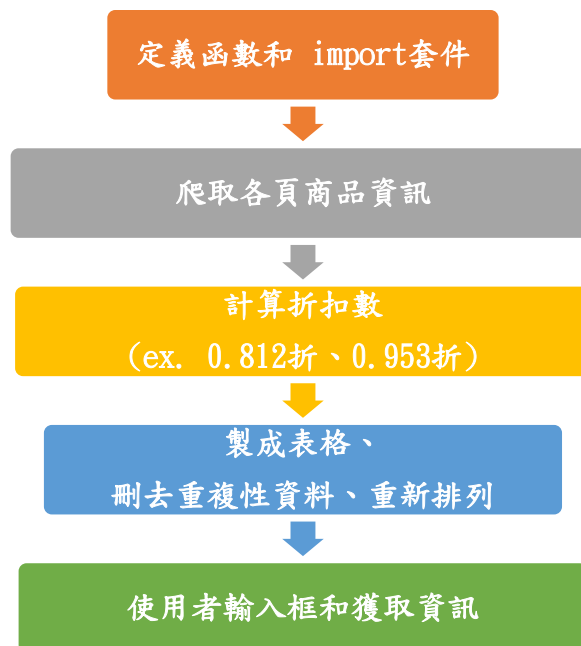 定義函數和 import套件
爬取各頁商品資訊
計算折扣數
(ex. 0.812折、0.953折)
製成表格、
刪去重複性資料、重新排列
使用者輸入框和獲取資訊